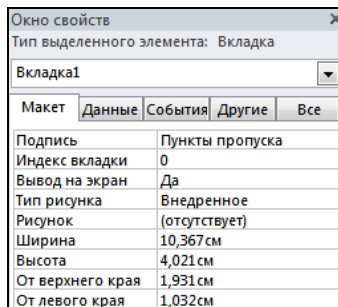 Окно свойств
Тип выделенного элемента: Вкладка
Вкладка1
Макет Данные События Другие Все
Подпись Пункты пропуска
Индекс вкладки 0
Вывод на экран Да
Тип рисунка Внедренное
Рисунок (отсутствует)
Ширина 10,367см
Высота 4,021см
От верхнего края 1,931см
От левого края 1,032см